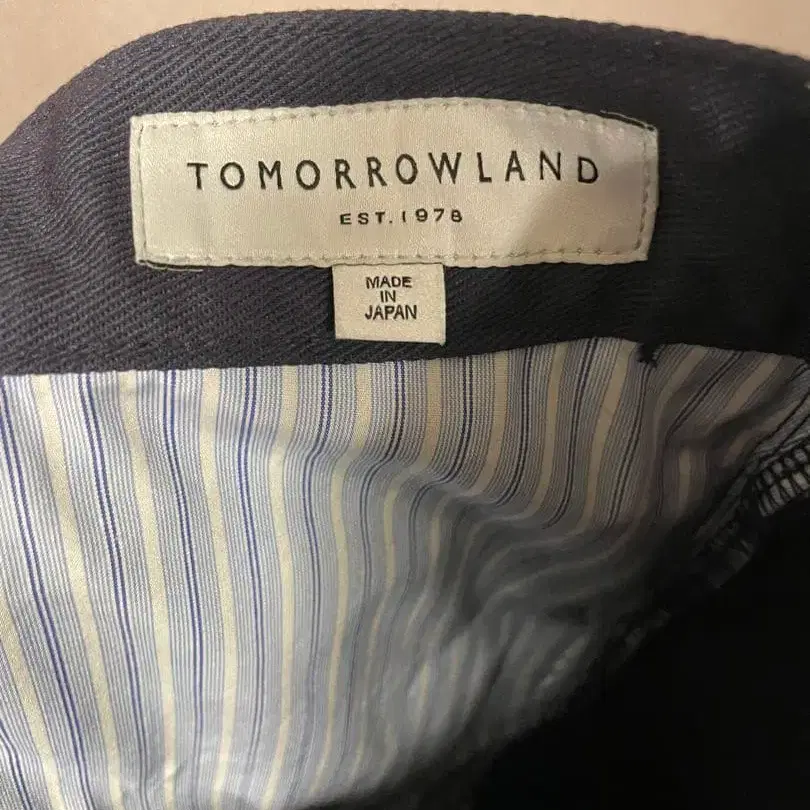 TOMORROWLAND
EST. 1978
MADE
IN
JAPAN